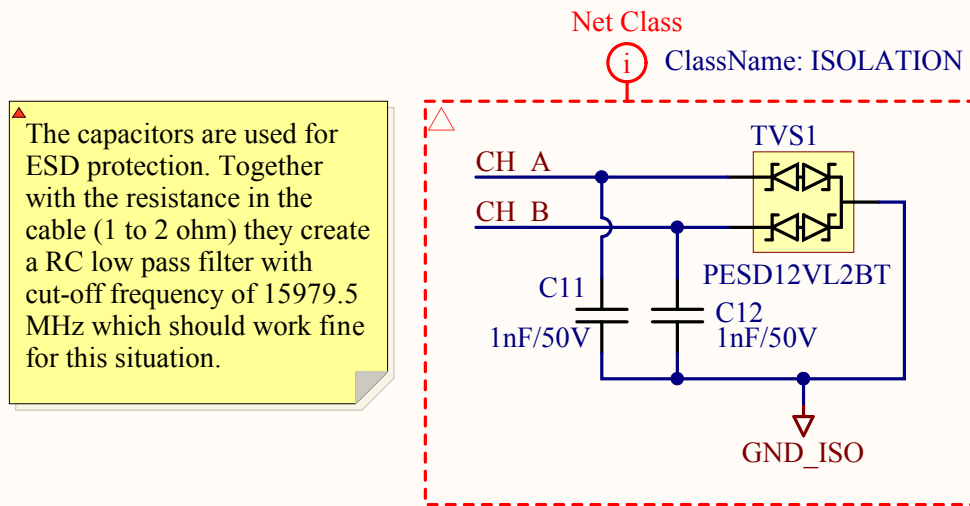 Net Class
i
ClassName: ISOLATION
The capacitors are used for
ESD protection. Together
with the resistance in the
cable (1 to 2 ohm) they create
a RC low pass filter with
cut-off frequency of 15979.5
MHz which should work fine
for this situation.
TVS1
CH_A
CH_B
PESD12VL2BT
C11
1nF/50V
C12
1nF/50V
GND_ISO